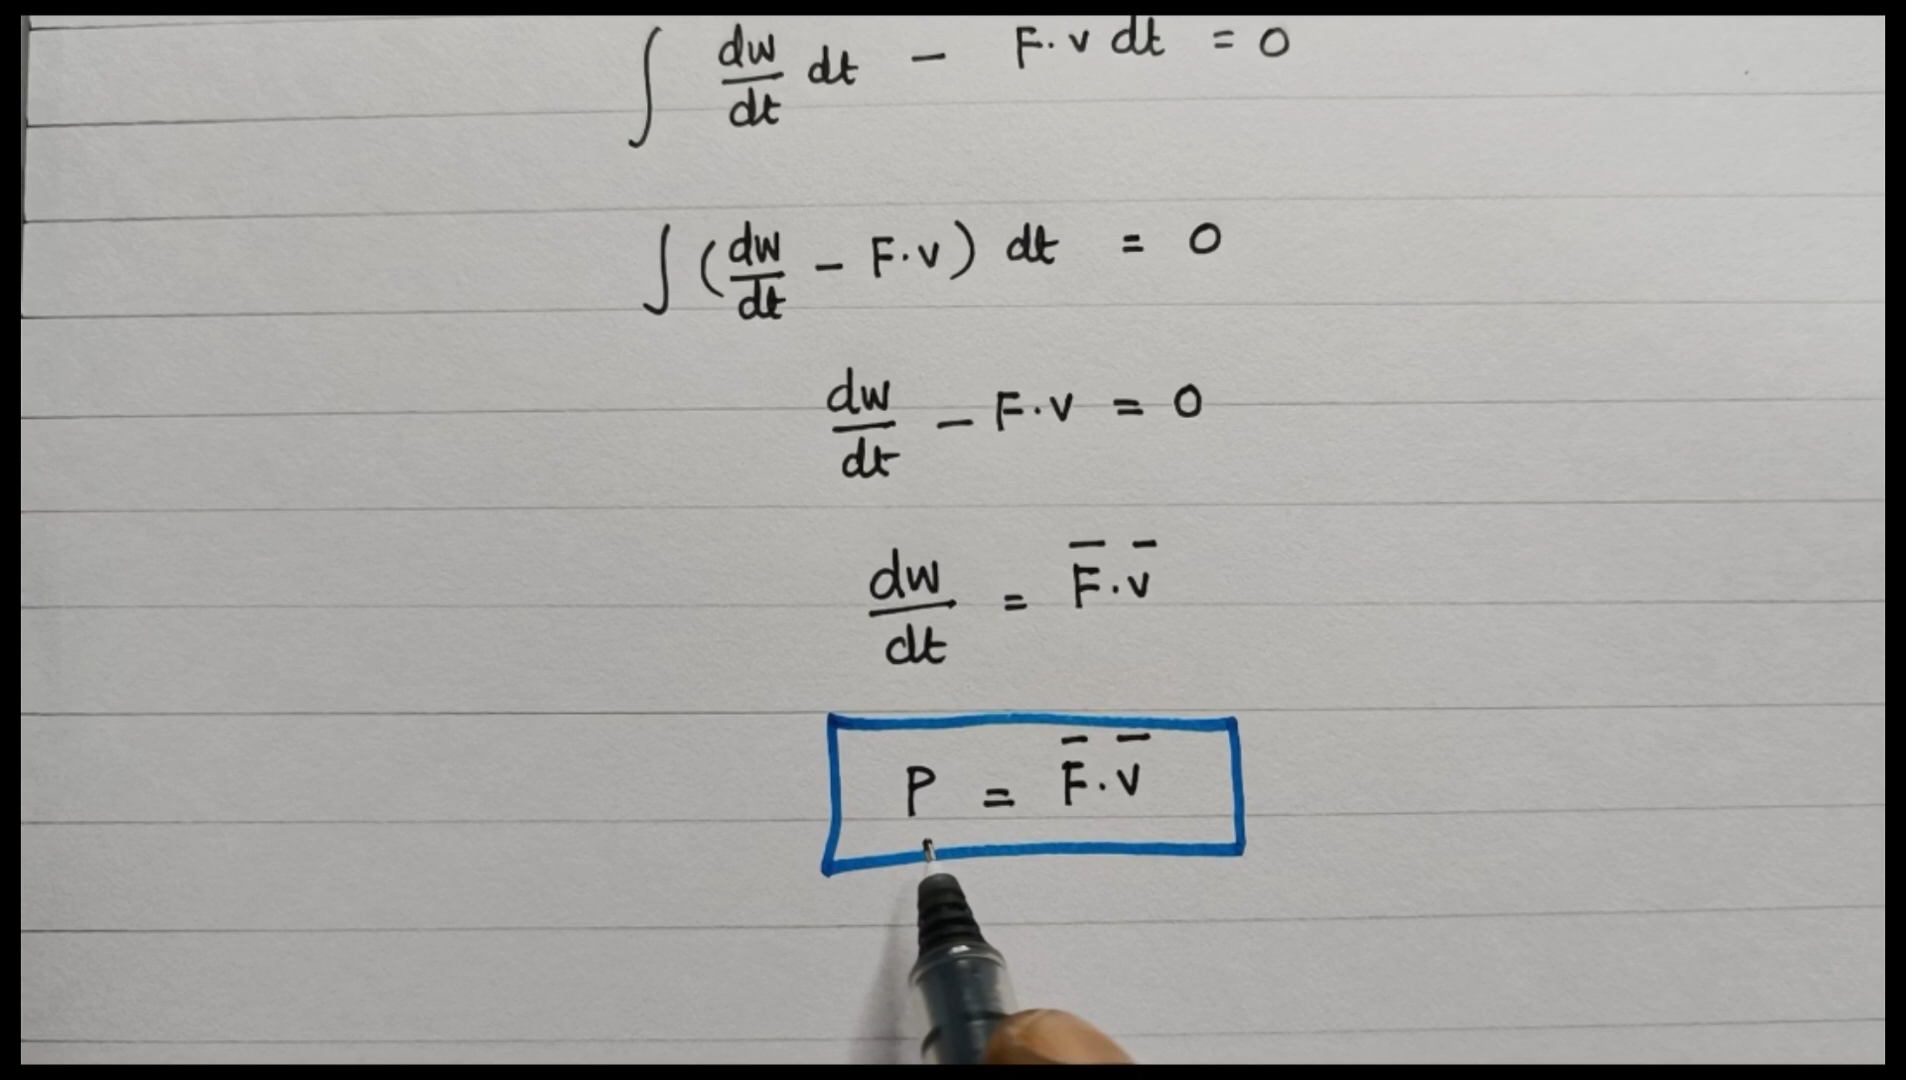 ∫ dw/dt dt - F.v dt = 0
∫ (dw/dt - F.v) dt = 0
dw/dt - F.v = 0
dw/dt = F̅.v̅
P = F̅.v̅